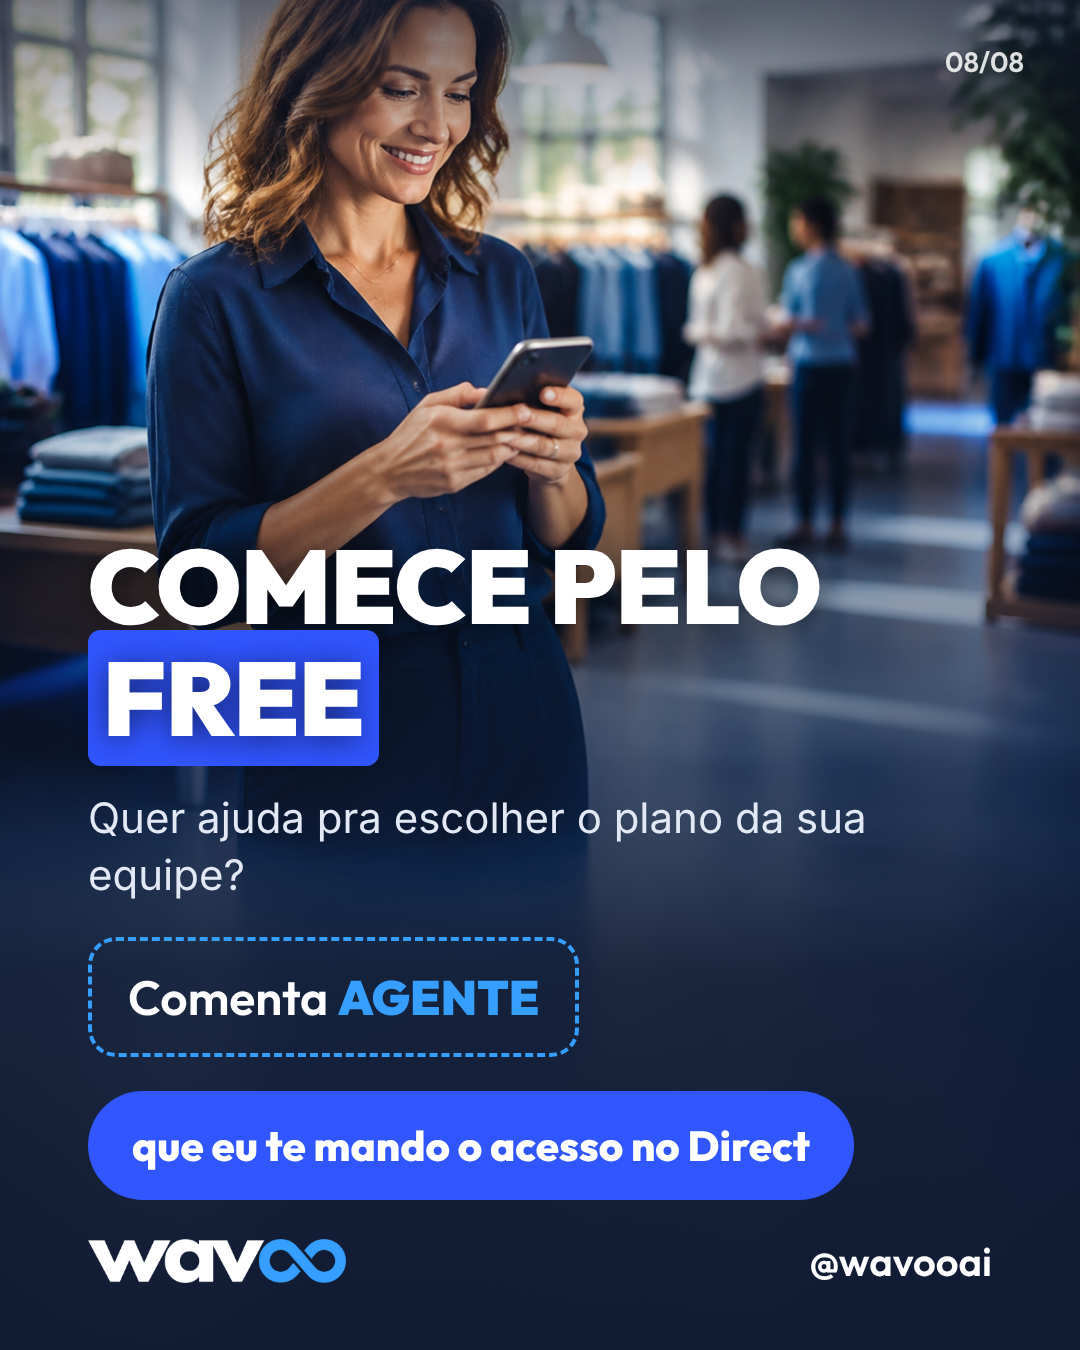 08/08
COMECE PELO
FREE
Quer ajuda pra escolher o plano da sua
equipe?
Comenta AGENTE
que eu te mando o acesso no Direct
wavoo
@wavooai